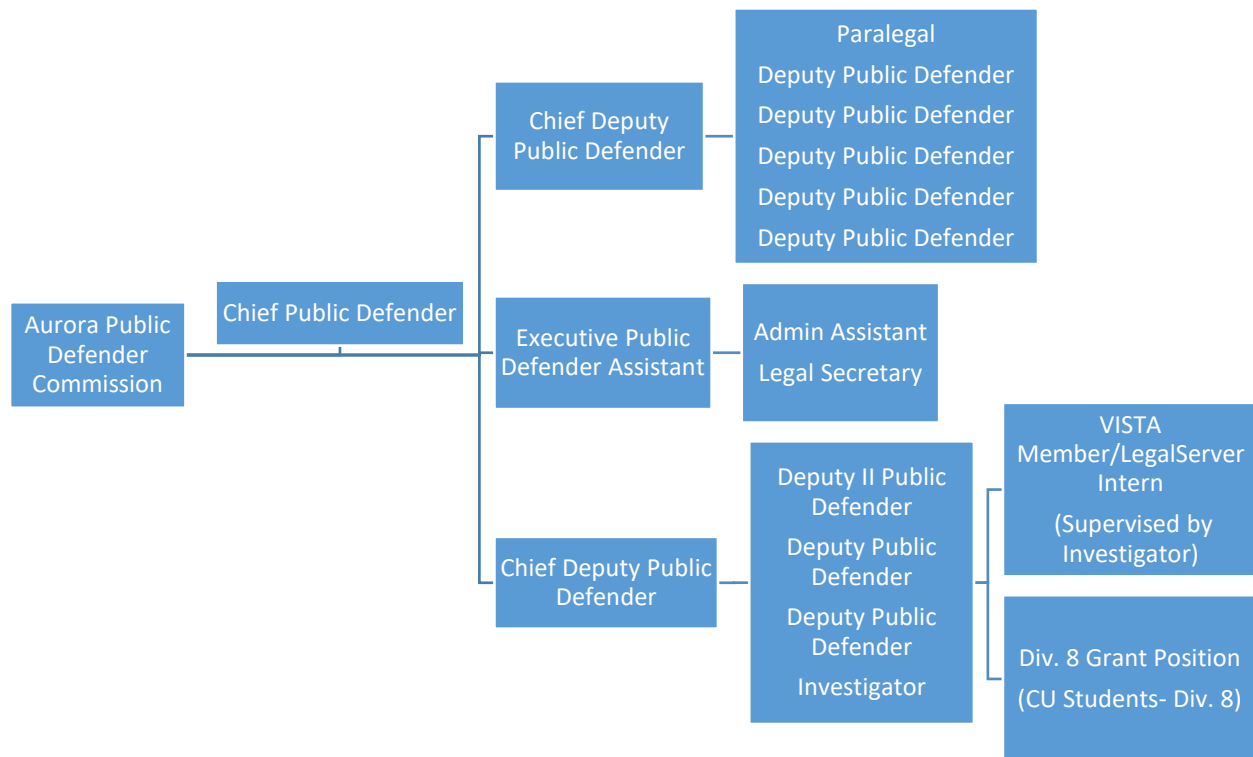 Aurora Public
Defender
Commission
Chief Public Defender
Chief Deputy
Public Defender
Paralegal
Deputy Public Defender
Deputy Public Defender
Deputy Public Defender
Deputy Public Defender
Deputy Public Defender
Executive Public
Defender Assistant
Admin Assistant
Legal Secretary
Chief Deputy Public
Defender
Deputy II Public
Defender
Deputy Public
Defender
Deputy Public
Defender
Investigator
VISTA
Member/LegalServer
Intern
(Supervised by
Investigator)
Div. 8 Grant Position
(CU Students- Div. 8)